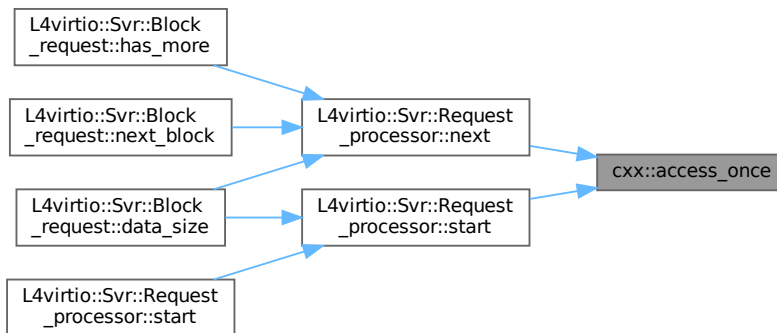 L4virtio::Svr::Block
_request::has_more
L4virtio::Svr::Block
_request::next_block
L4virtio::Svr::Block
_request::data_size
L4virtio::Svr::Request
_processor::start
L4virtio::Svr::Request
_processor::next
L4virtio::Svr::Request
_processor::start
cxx::access_once